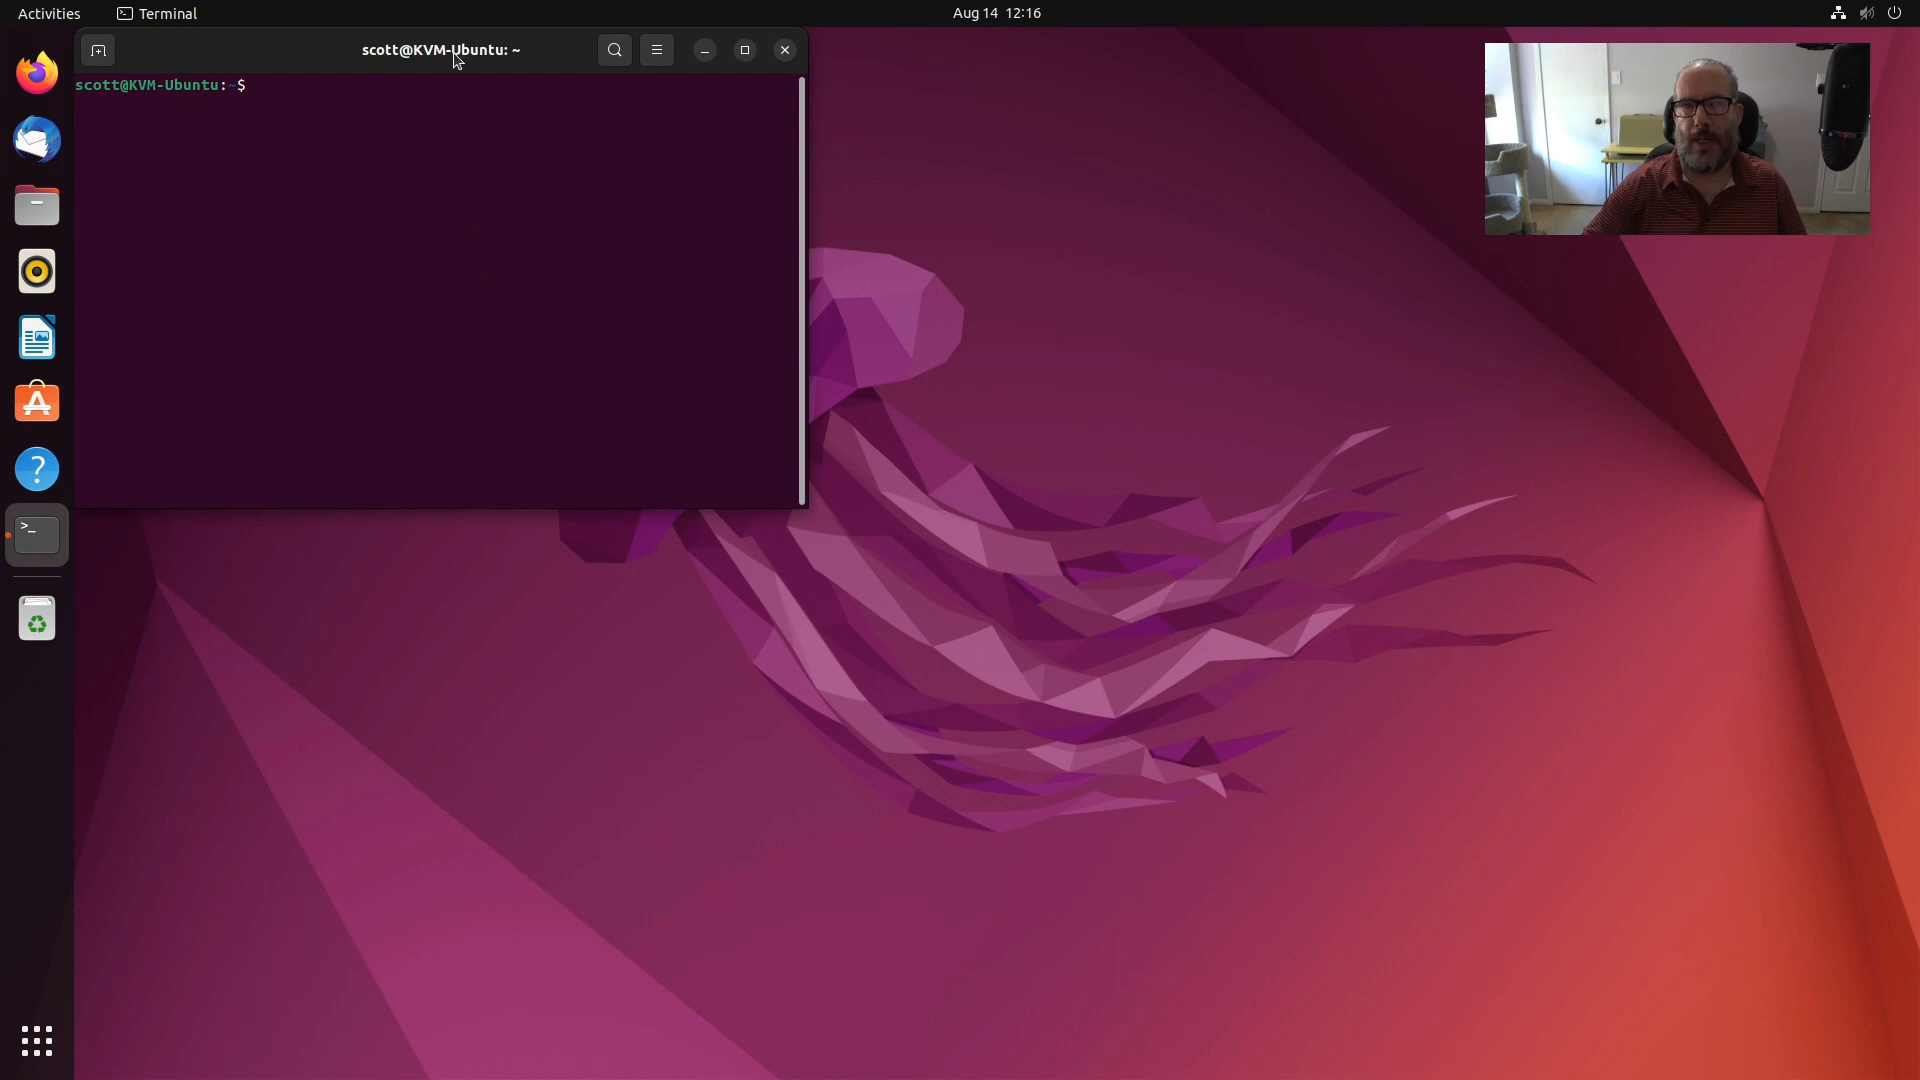 Activities
Terminal
Aug 14 12:16
scott@KVM-Ubuntu: ~
scott@KVM-Ubuntu:~$